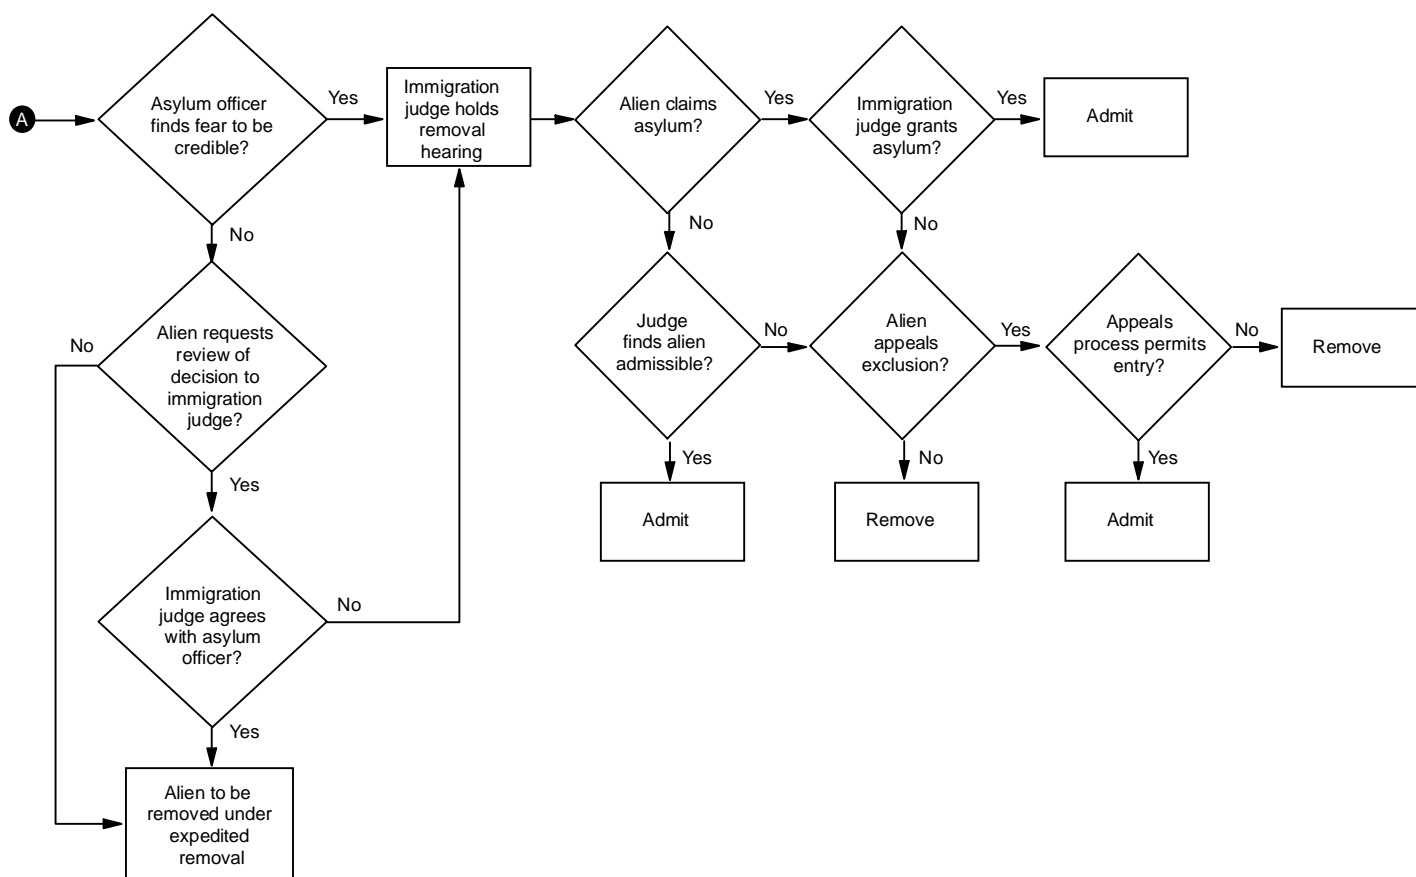 A
Asylum officer
finds fear to be
credible?
Yes
Immigration
judge holds
removal
hearing
Alien claims
asylum?
Yes
Immigration
judge grants
asylum?
Yes
Admit
No
No
No
Alien requests
review of
decision to
immigration
judge?
No
Judge
finds alien
admissible?
No
Alien
appeals
exclusion?
Yes
Appeals
process permits
entry?
No
Remove
Yes
Yes
No
Yes
Admit
Remove
Admit
Immigration
judge agrees
with asylum
officer?
No
Yes
Alien to be
removed under
expedited
removal